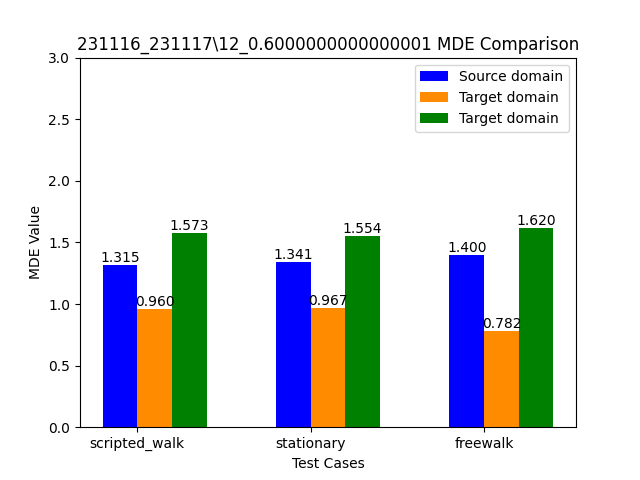 231116_231117\12_0.6000000000000001 MDE Comparison
Source domain
Target domain
Target domain
MDE Value
3.0
2.5
2.0
1.5
1.0
0.5
0.0
1.315
0.960
1.573
1.341
0.967
1.554
1.400
0.782
1.620
scripted_walk
stationary
freewalk
Test Cases